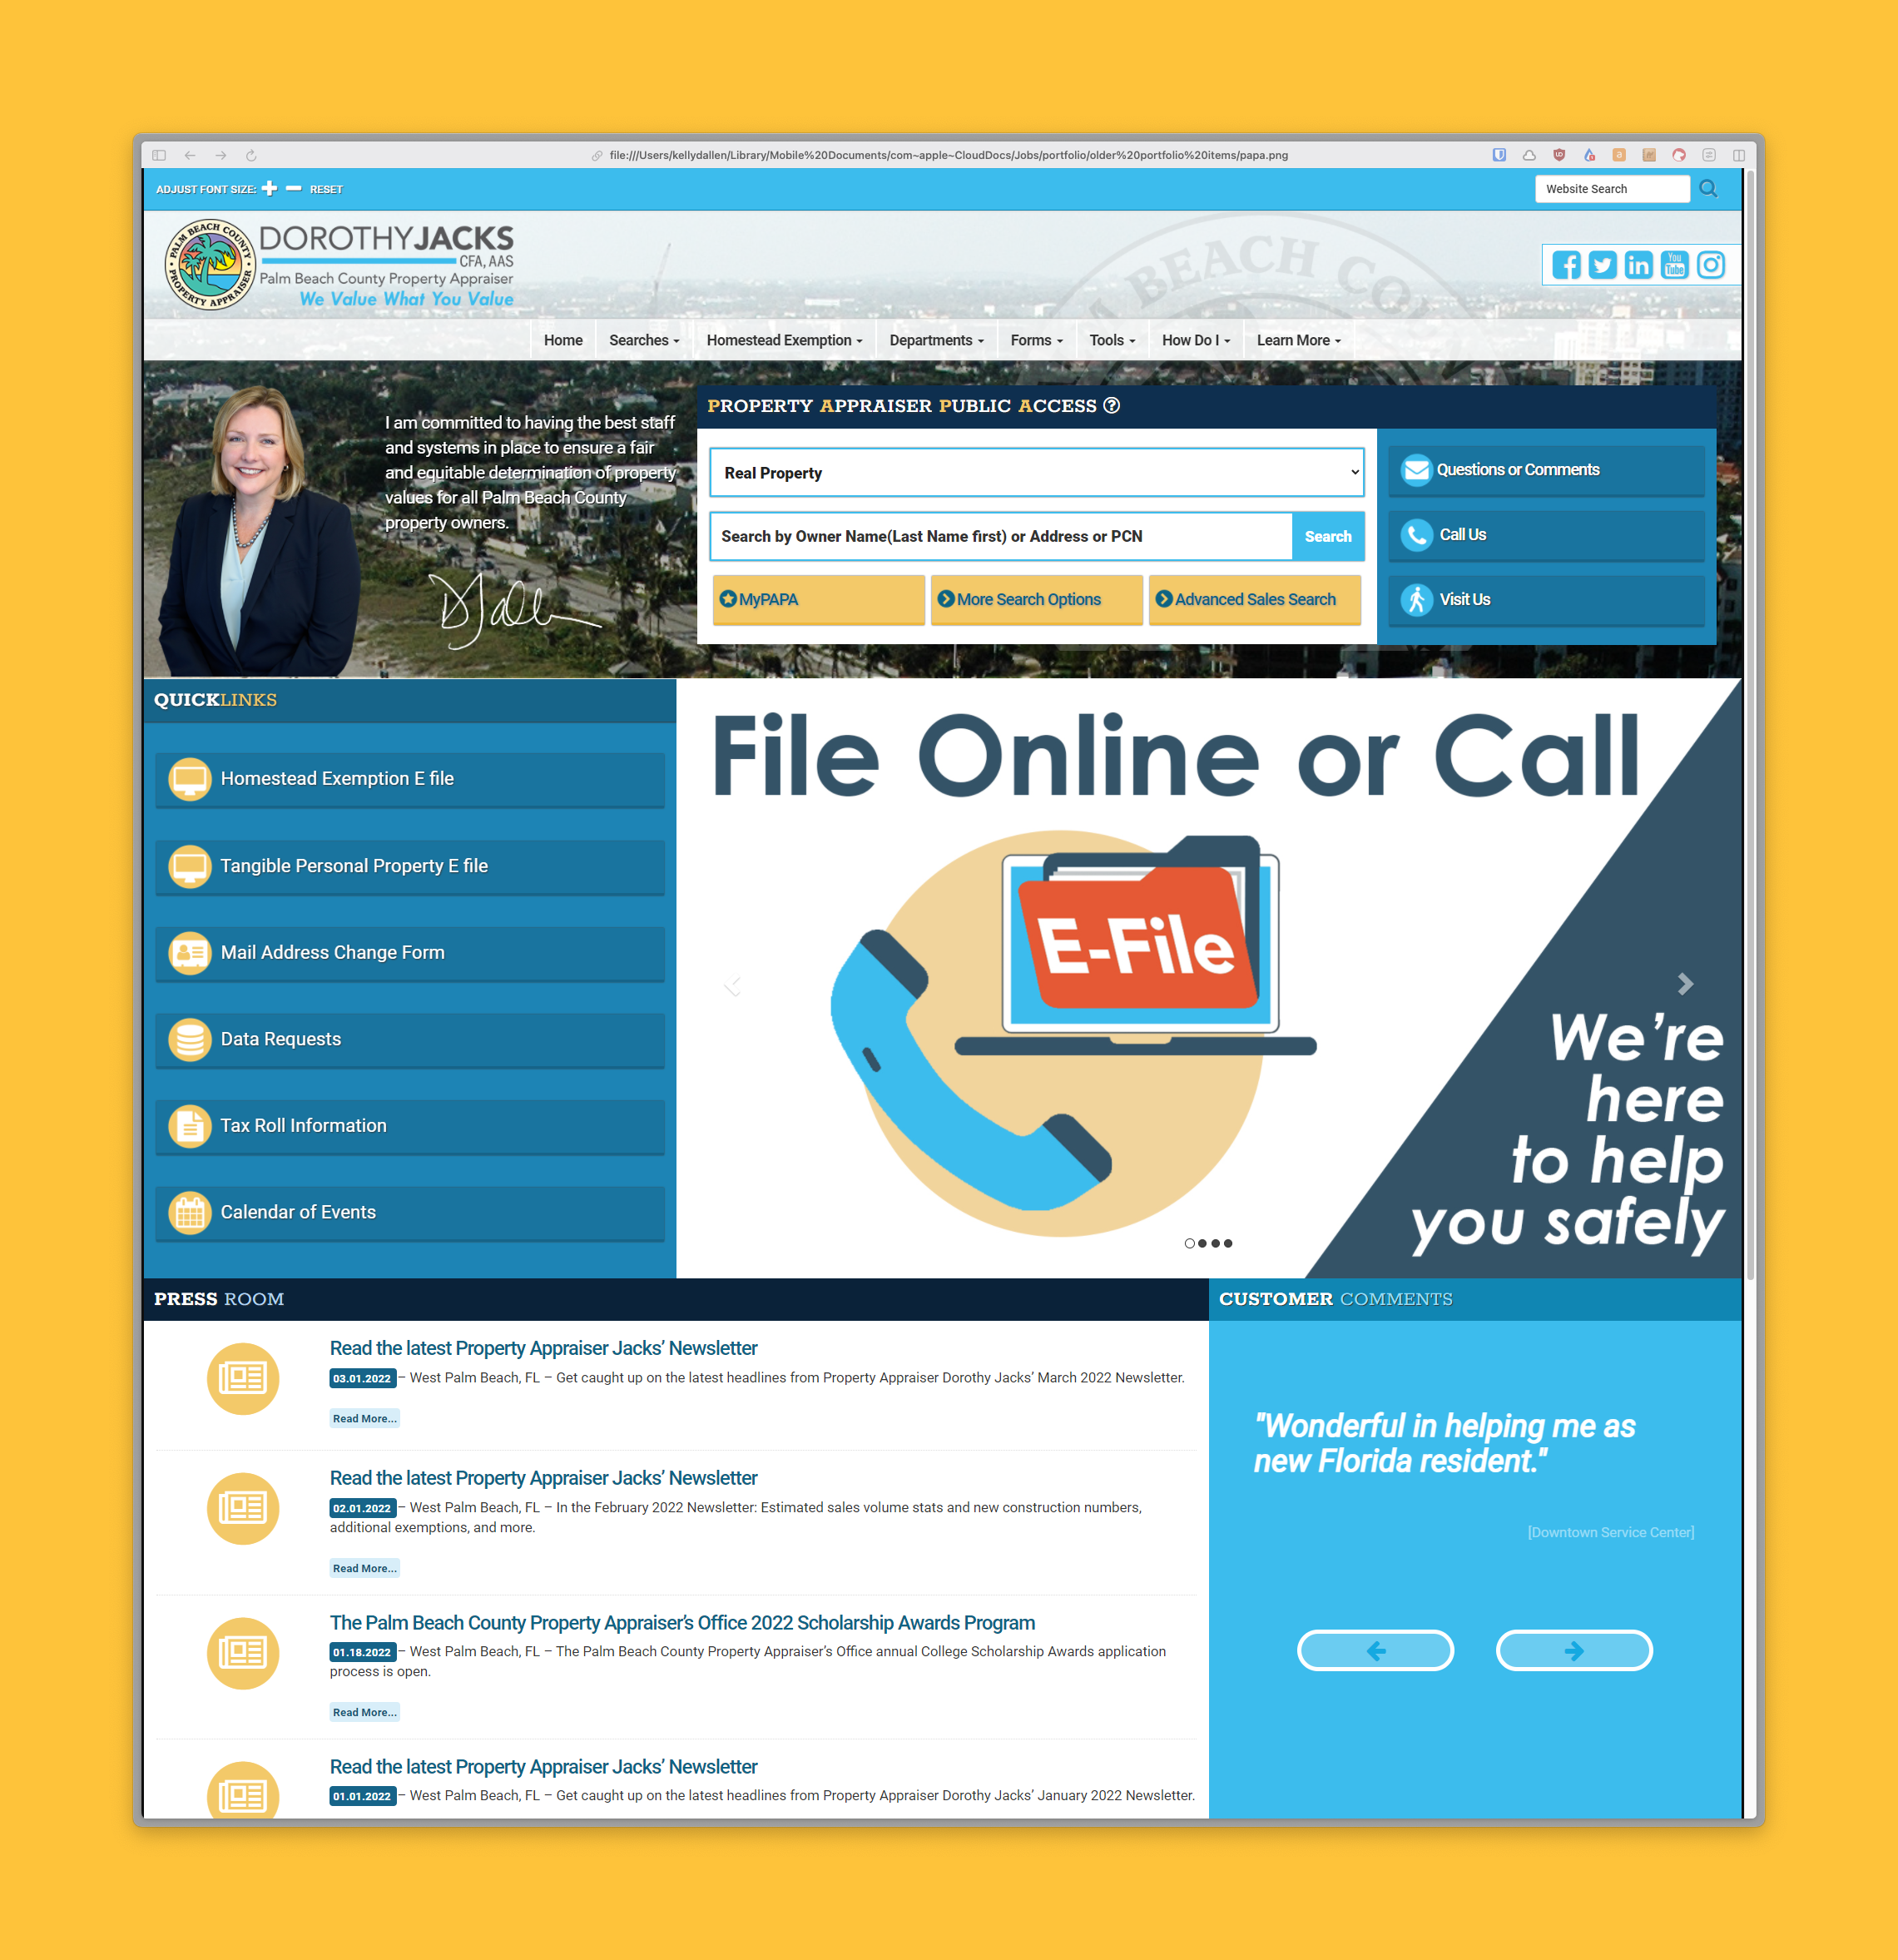 file:///Users/kellydallen/Library/Mobile%20Documents/com~apple~CloudDocs/Jobs/portfolio/older%20portfolio%20items/papa.png
ADJUST FONT SIZE: RESET
Website Search
PALM BEACH COUNTY
PROPERTY APPRAISER
DOROTHYJACKS
CFA, AAS
Palm Beach County Property Appraiser
We Value What You Value
BEACH
You
Tube
Home Searches Homestead Exemption Departments Forms Tools How Do I Learn More
I am committed to having the best staff
and systems in place to ensure a fair
and equitable determination of property
values for all Palm Beach County
property owners.
PROPERTY APPRAISER PUBLIC ACCESS ?
Real Property
Search by Owner Name(Last Name first) or Address or PCN
Search
MyPAPA
More Search Options
Advanced Sales Search
Questions or Comments
Call Us
Visit Us
QUICKLINKS
Homestead Exemption E file
Tangible Personal Property E file
Mail Address Change Form
Data Requests
Tax Roll Information
Calendar of Events
File Online or Call
E-File
We're
here
to help
you safely
PRESS ROOM
Read the latest Property Appraiser Jacks' Newsletter
03.01.2022 – West Palm Beach, FL – Get caught up on the latest headlines from Property Appraiser Dorothy Jacks' March 2022 Newsletter.
Read More...
Read the latest Property Appraiser Jacks' Newsletter
02.01.2022 – West Palm Beach, FL – In the February 2022 Newsletter: Estimated sales volume stats and new construction numbers,
additional exemptions, and more.
Read More...
The Palm Beach County Property Appraiser's Office 2022 Scholarship Awards Program
01.18.2022 – West Palm Beach, FL – The Palm Beach County Property Appraiser's Office annual College Scholarship Awards application
process is open.
Read More...
Read the latest Property Appraiser Jacks' Newsletter
01.01.2022 – West Palm Beach, FL – Get caught up on the latest headlines from Property Appraiser Dorothy Jacks' January 2022 Newsletter.
CUSTOMER COMMENTS
"Wonderful in helping me as
new Florida resident."
[Downtown Service Center]